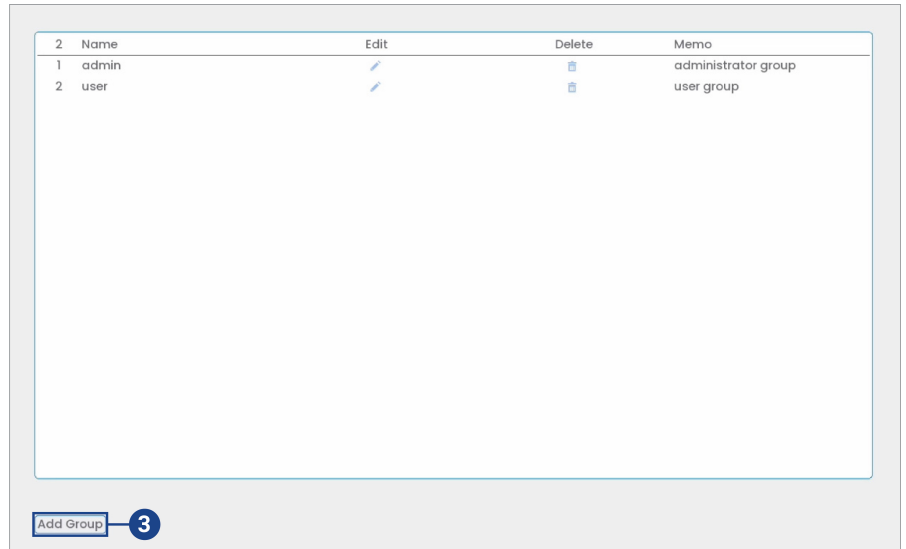 2 Name Edit Delete Memo
1 admin administrator group
2 user user group
Add Group 3